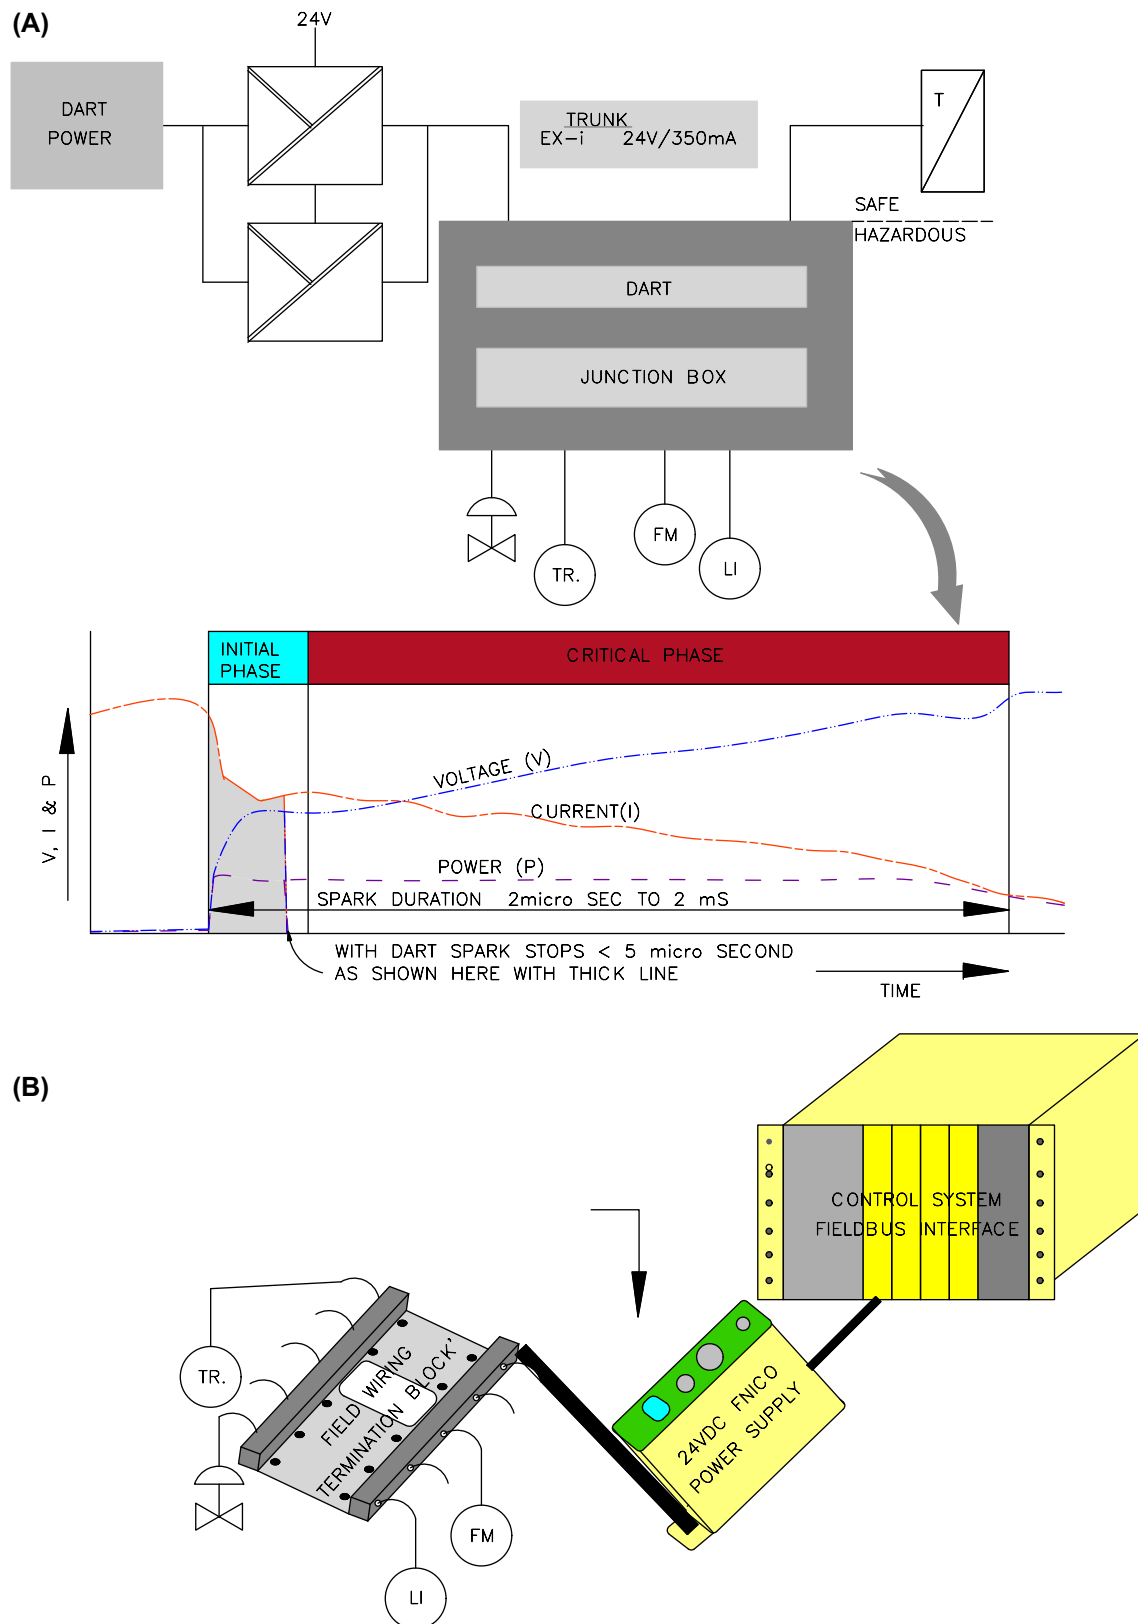 (A)
24V
DART
POWER
TRUNK
EX-i 24V/350mA
T
SAFE
HAZARDOUS
DART
JUNCTION BOX
FM
TR.
LI
INITIAL
PHASE
CRITICAL PHASE
V, I & P
VOLTAGE (V)
CURRENT(I)
POWER (P)
SPARK DURATION 2micro SEC TO 2 mS
WITH DART SPARK STOPS < 5 micro SECOND
AS SHOWN HERE WITH THICK LINE
TIME
(B)
CONTROL SYSTEM
FIELDBUS INTERFACE
TR.
FIELD WIRING
TERMINATION BLOCK'
24VDC FNICO
POWER SUPPLY
FM
LI